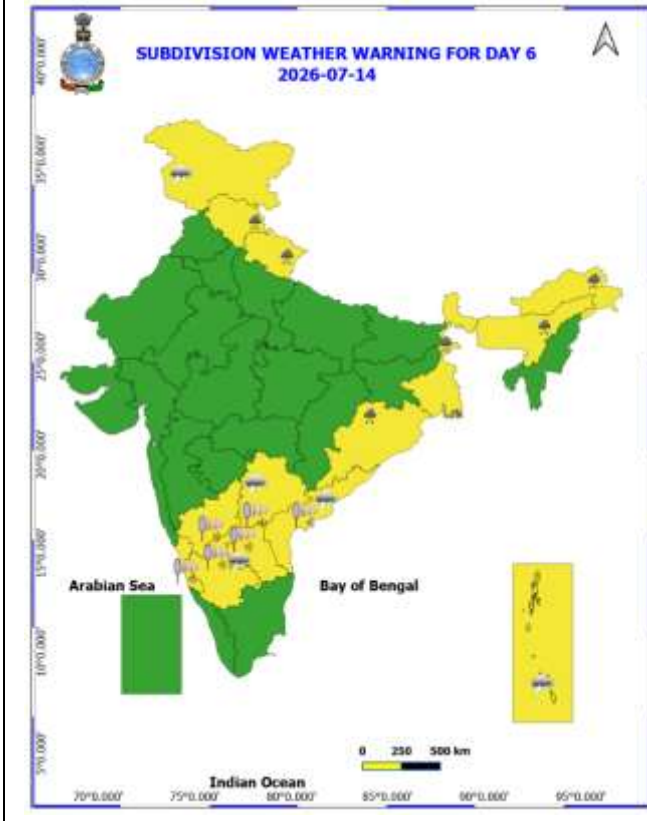 SUBDIVISION WEATHER WARNING FOR DAY 6
2026-07-14
40°0.000'
35°0.000'
30°0.000'
25°0.000'
20°0.000'
15°0.000'
10°0.000'
5°0.000'
Arabian Sea
Bay of Bengal
0 250 500 km
Indian Ocean
70°0.000' 75°0.000' 80°0.000' 85°0.000' 90°0.000' 95°0.000'